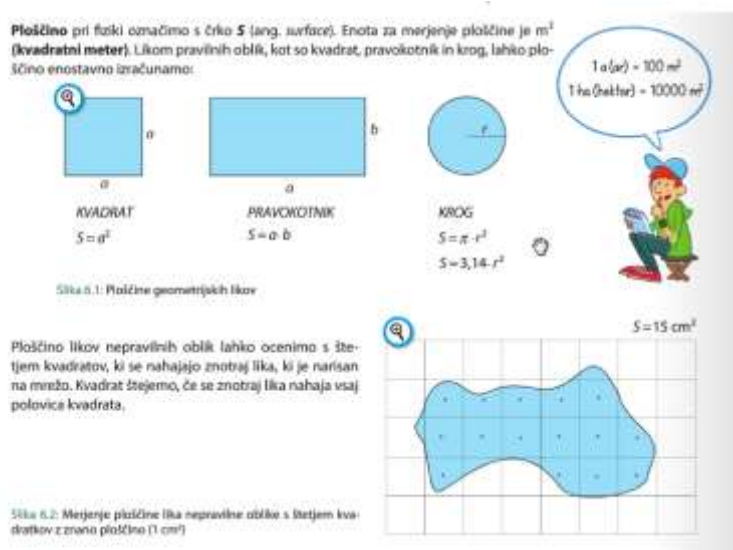 Ploščino pri fiziki označimo s črko S (ang. surface). Enota za merjenje ploščine je m²
(kvadratni meter). Likom pravilnih oblik, kot so kvadrat, pravokotnik in krog, lahko plo-
ščino enostavno izračunamo:
1 a (ar) = 100 m²
1 ha (hektar) = 10000 m²
a
a
b
a
r
KVADRAT
PRAVOKOTNIK
KROG
S = a²
S = a·b
S = π·r²
S = 3,14·r²
Slika 6.1: Ploščine geometrijskih likov
S = 15 cm²
Ploščino likov nepravilnih oblik lahko ocenimo s šte-
tjem kvadratov, ki se nahajajo znotraj lika, ki je narisan
na mrežo. Kvadrat štejemo, če se znotraj lika nahaja vsaj
polovica kvadrata.
Slika 6.2: Merjenje ploščine lika nepravilne oblike s štetjem kva-
dratkov z znano ploščino (1 cm²)